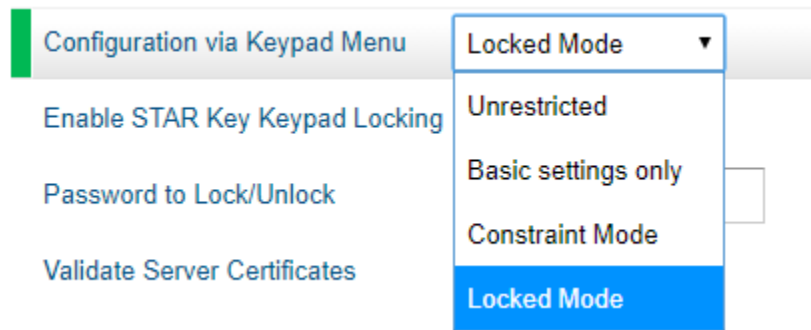 Configuration via Keypad Menu
Locked Mode
Unrestricted
Enable STAR Key Keypad Locking
Basic settings only
Password to Lock/Unlock
Constraint Mode
Validate Server Certificates
Locked Mode